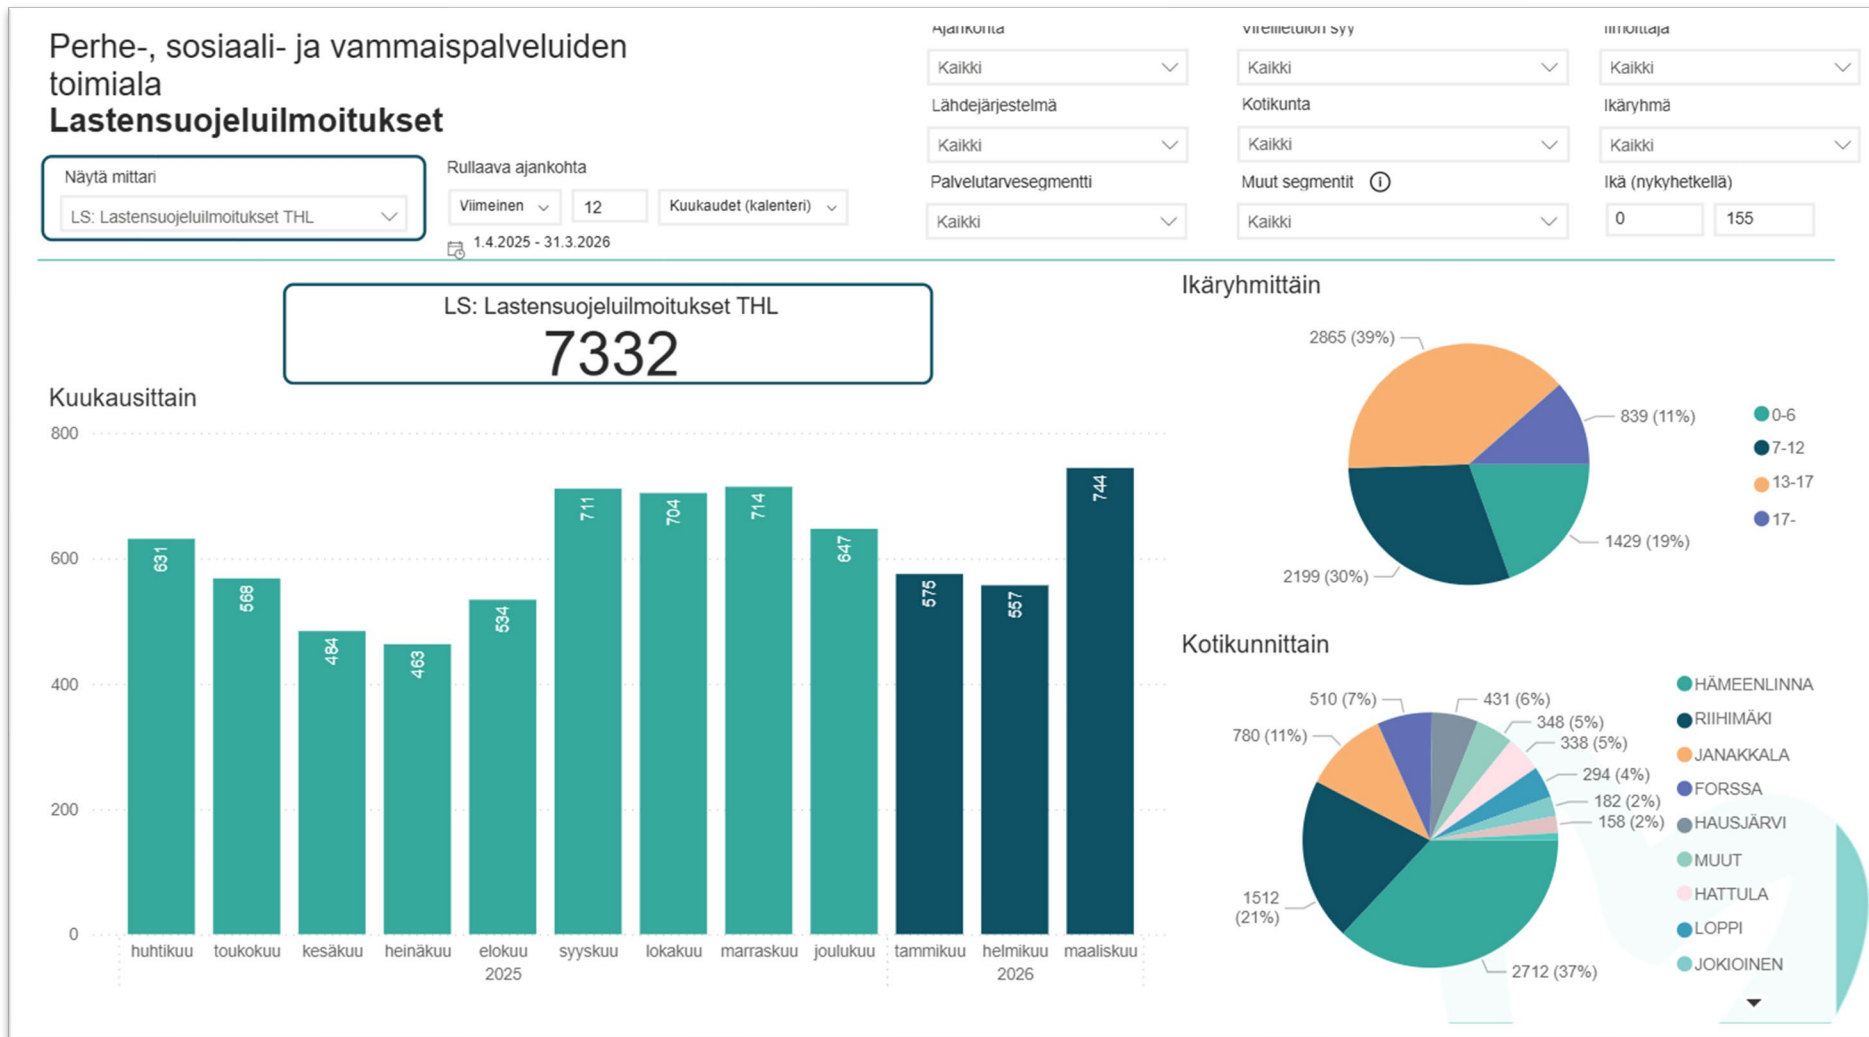 Perhe-, sosiaali- ja vammaispalveluiden
toimiala
Lastensuojeluilmoitukset
Näytä mittari
LS: Lastensuojeluilmoitukset THL
Rullaava ajankohta
Viimeinen
12
Kuukaudet (kalenteri)
1.4.2025 - 31.3.2026
Ajankohta
Kaikki
Vireilletulon syy
Kaikki
Ilmoittaja
Kaikki
Lähdejärjestelmä
Kaikki
Kotikunta
Kaikki
Ikäryhmä
Kaikki
Palvelutarvesegmentti
Kaikki
Muut segmentit
Kaikki
Ikä (nykyhetkellä)
0
155
LS: Lastensuojeluilmoitukset THL
7332
Kuukausittain
800
600
400
200
0
631
568
484
463
534
711
704
714
647
575
557
744
huhtikuu
toukokuu
kesäkuu
heinäkuu
elokuu
syyskuu
lokakuu
marraskuu
joulukuu
tammikuu
helmikuu
maaliskuu
2025
2026
Ikäryhmittäin
2865 (39%)
839 (11%)
1429 (19%)
2199 (30%)
0-6
7-12
13-17
17-
Kotikunnittain
510 (7%)
431 (6%)
348 (5%)
780 (11%)
338 (5%)
294 (4%)
182 (2%)
158 (2%)
1512
(21%)
2712 (37%)
HÄMEENLINNA
RIIHIMÄKI
JANAKKALA
FORSSA
HAUSJÄRVI
MUUT
HATTULA
LOPPI
JOKIOINEN